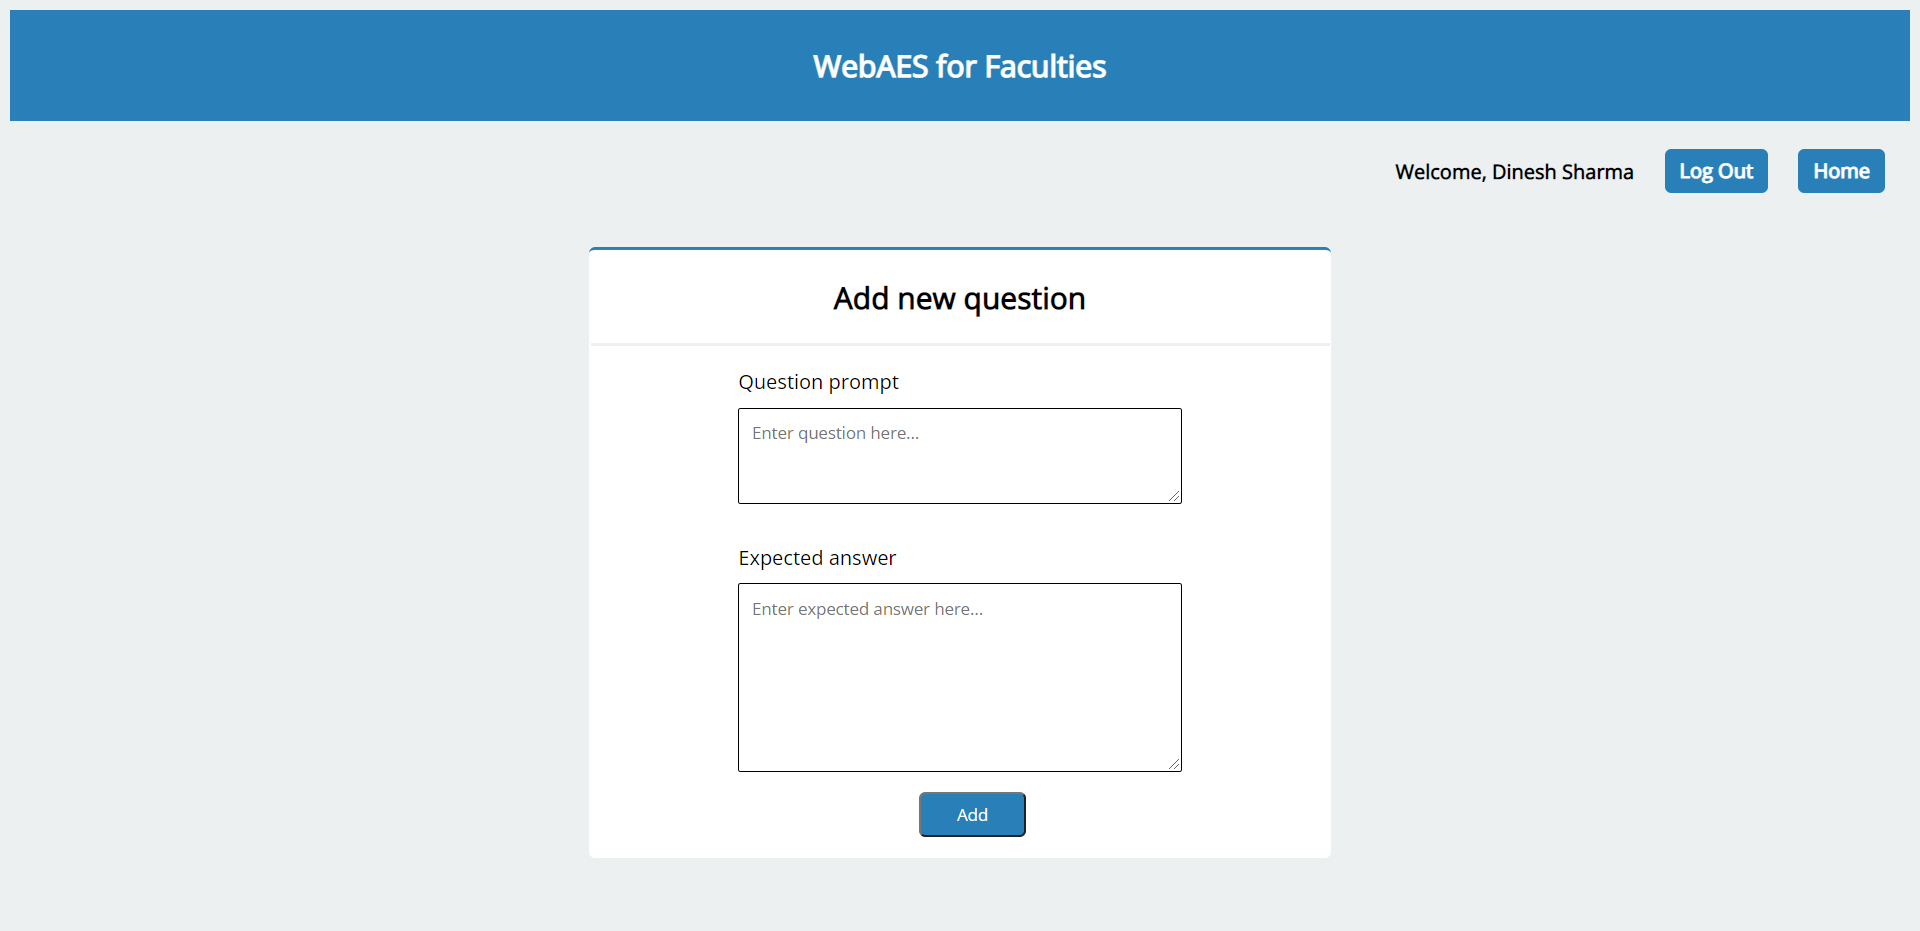 WebAES for Faculties
Welcome, Dinesh Sharma
Log Out
Home
Add new question
Question prompt
Enter question here...
Expected answer
Enter expected answer here...
Add